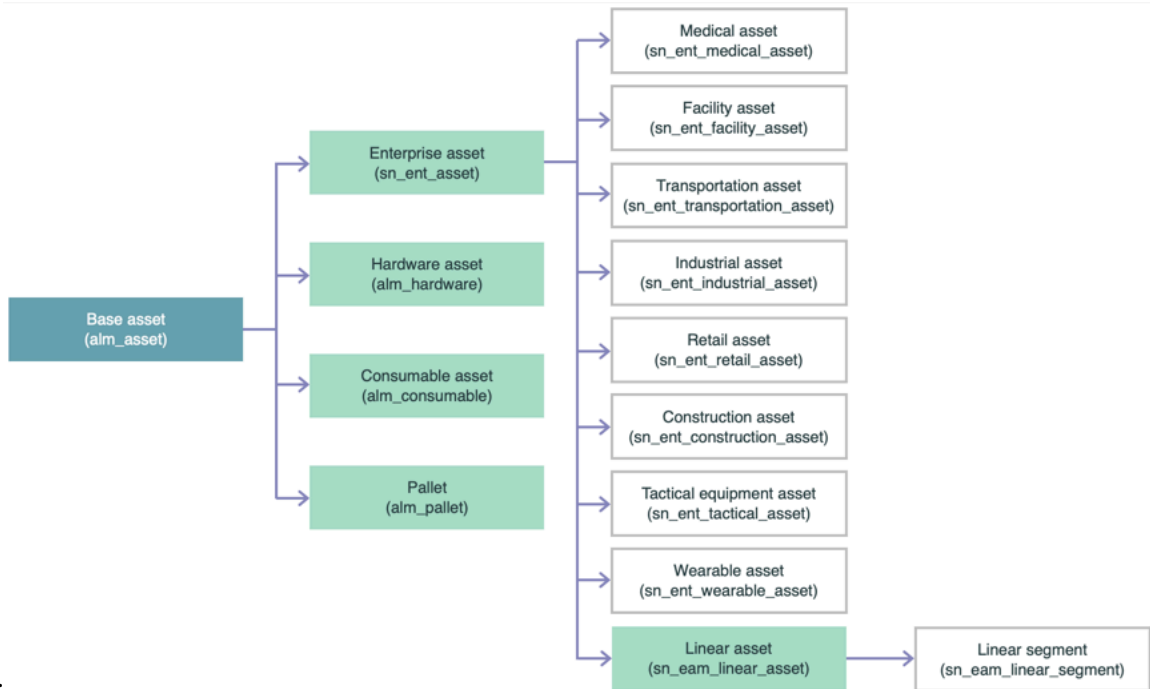 Base asset
(alm_asset)
Enterprise asset
(sn_ent_asset)
Hardware asset
(alm_hardware)
Consumable asset
(alm_consumable)
Pallet
(alm_pallet)
Medical asset
(sn_ent_medical_asset)
Facility asset
(sn_ent_facility_asset)
Transportation asset
(sn_ent_transportation_asset)
Industrial asset
(sn_ent_industrial_asset)
Retail asset
(sn_ent_retail_asset)
Construction asset
(sn_ent_construction_asset)
Tactical equipment asset
(sn_ent_tactical_asset)
Wearable asset
(sn_ent_wearable_asset)
Linear asset
(sn_eam_linear_asset)
Linear segment
(sn_eam_linear_segment)
.